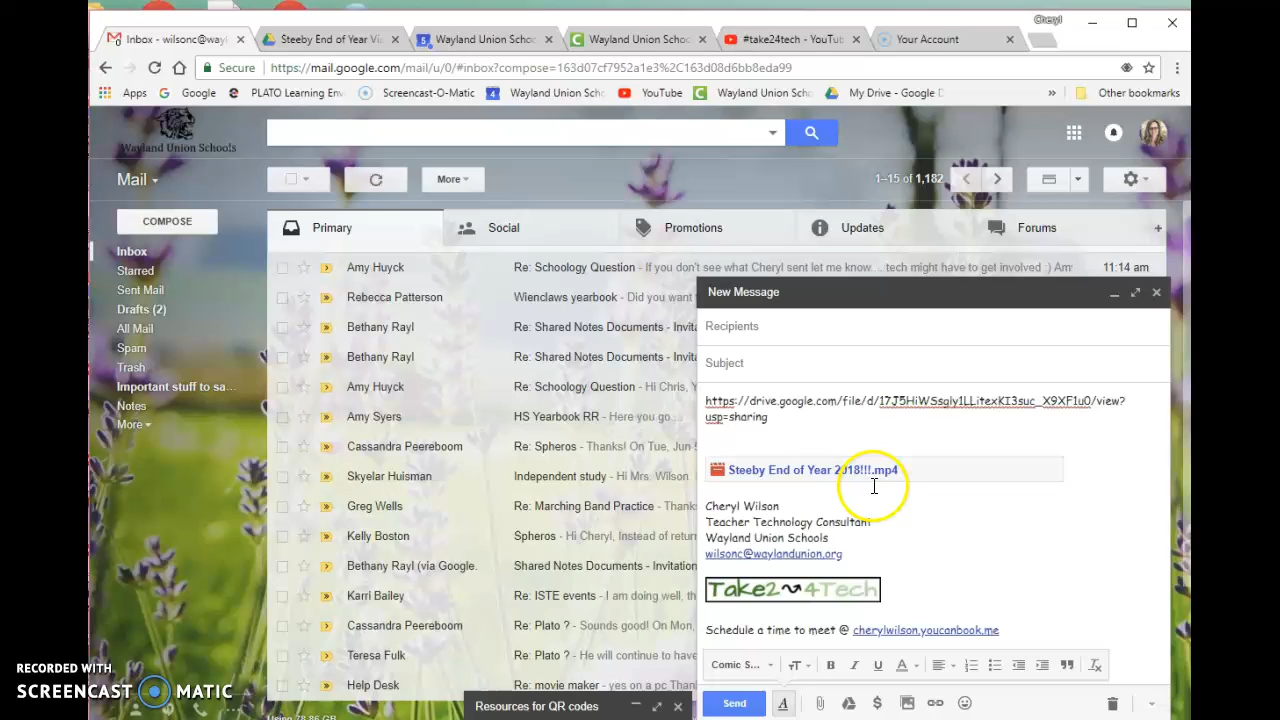 Cheryl
Inbox - wilsonc@way
Steeby End of Year Vi
Wayland Union Schoo
Wayland Union Schoo
#take24tech - YouTub
Your Account
Secure https://mail.google.com/mail/u/0/#inbox?compose=163d07cf7952a1e3%2C163d08d6bb8eda99
Apps Google PLATO Learning Env Screencast-O-Matic Wayland Union Scho YouTube Wayland Union Scho My Drive - Google D » Other bookmarks
Wayland Union Schools
Mail
More
1–15 of 1,182
COMPOSE
Primary Social Promotions Updates Forums +
Inbox
Starred
Sent Mail
Drafts (2)
All Mail
Spam
Trash
Important stuff to sa...
Notes
More
Amy Huyck Re: Schoology Question - If you don't see what Cheryl sent let me know... tech might have to get involved :) Am 11:14 am
Rebecca Patterson Wienclaws yearbook - Did you want
Bethany Rayl Re: Shared Notes Documents - Invita
Bethany Rayl Re: Shared Notes Documents - Invita
Amy Huyck Re: Schoology Question - Hi Chris, Y
Amy Syers HS Yearbook RR - Here you go...
Cassandra Peereboom Re: Spheros - Thanks! On Tue, Jun
Skyelar Huisman Independent study - Hi Mrs. Wilson
Greg Wells Re: Marching Band Practice - Thanks
Kelly Boston Spheros - Hi Cheryl, Instead of return
Bethany Rayl (via Google. Shared Notes Documents - Invitation
Karri Bailey Re: ISTE events - I am doing well, th
Cassandra Peereboom Re: Plato ? - Sounds good! On Mon,
Teresa Fulk Re: Plato ? - He will continue to have
Help Desk Re: movie maker - yes on a pc Thank
New Message
Recipients
Subject
https://drive.google.com/file/d/17J5HiWSsgIy1LLitexKI3suc_X9XF1u0/view?
usp=sharing
Steeby End of Year 2018!!!.mp4
Cheryl Wilson
Teacher Technology Consultant
Wayland Union Schools
wilsonc@waylandunion.org
Take2 4Tech
Schedule a time to meet @ cherylwilson.youcanbook.me
Comic S...
Send
Resources for QR codes
Using 78.86 GB
RECORDED WITH
SCREENCAST MATIC